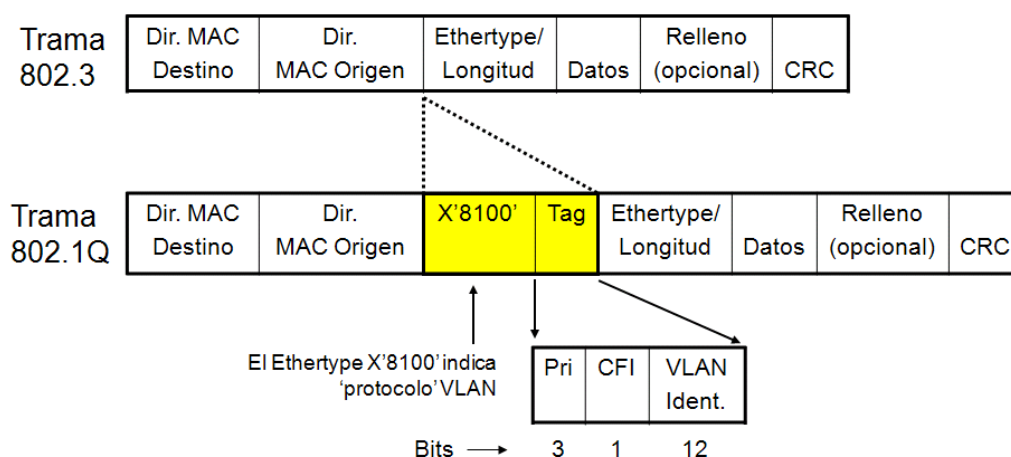 Trama
802.3
Dir. MAC
Destino
Dir.
MAC Origen
Ethertype/
Longitud
Datos
Relleno
(opcional)
CRC
Trama
802.1Q
Dir. MAC
Destino
Dir.
MAC Origen
X'8100'
Tag
Ethertype/
Longitud
Datos
Relleno
(opcional)
CRC
El Ethertype X'8100' indica
'protocolo' VLAN
Pri
CFI
VLAN
Ident.
Bits
3
1
12